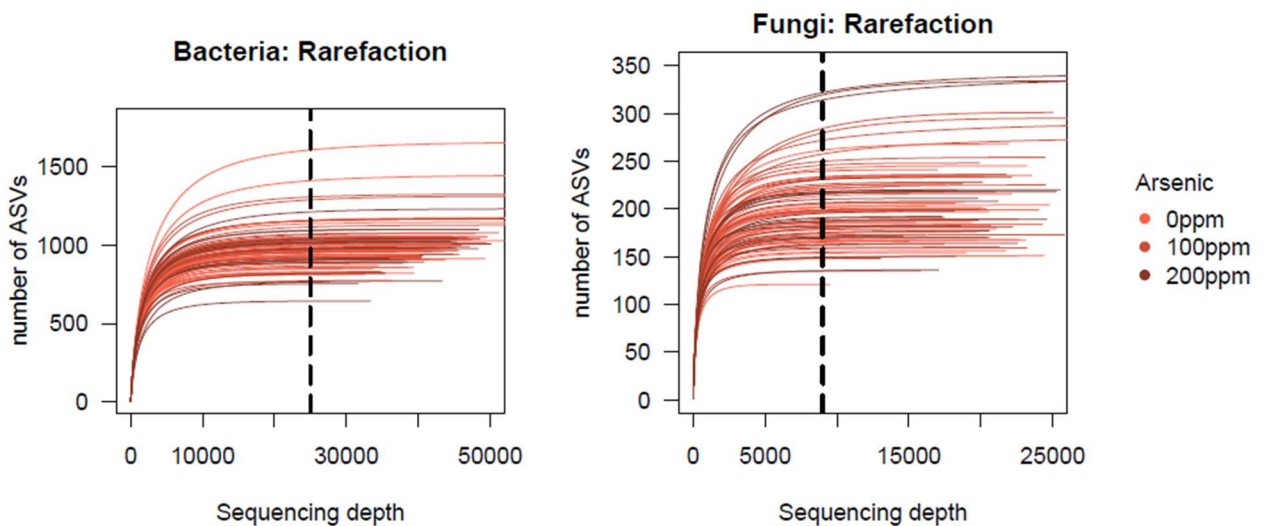 Bacteria: Rarefaction
number of ASVs
1500
1000
500
0
0 10000 30000 50000
Sequencing depth
Fungi: Rarefaction
number of ASVs
350
300
250
200
150
100
50
0
0 5000 15000 25000
Sequencing depth
Arsenic
0ppm
100ppm
200ppm